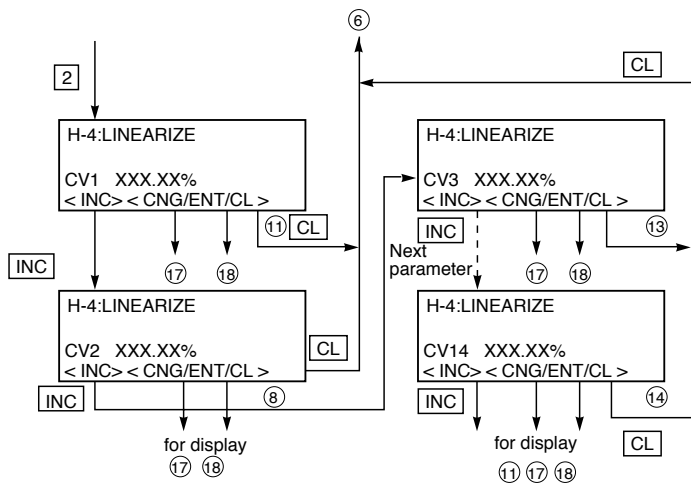 ⑥
2
CL
H-4:LINEARIZE
CV1 XXX.XX%
< INC> < CNG/ENT/CL >
⑪ CL
INC
⑰ ⑱
H-4:LINEARIZE
CV2 XXX.XX%
< INC> < CNG/ENT/CL >
CL
INC
⑧
for display
⑰ ⑱
H-4:LINEARIZE
CV3 XXX.XX%
< INC> < CNG/ENT/CL >
INC
⑬
Next
parameter
⑰ ⑱
H-4:LINEARIZE
CV14 XXX.XX%
< INC> < CNG/ENT/CL >
INC
⑭
CL
for display
⑪ ⑰ ⑱